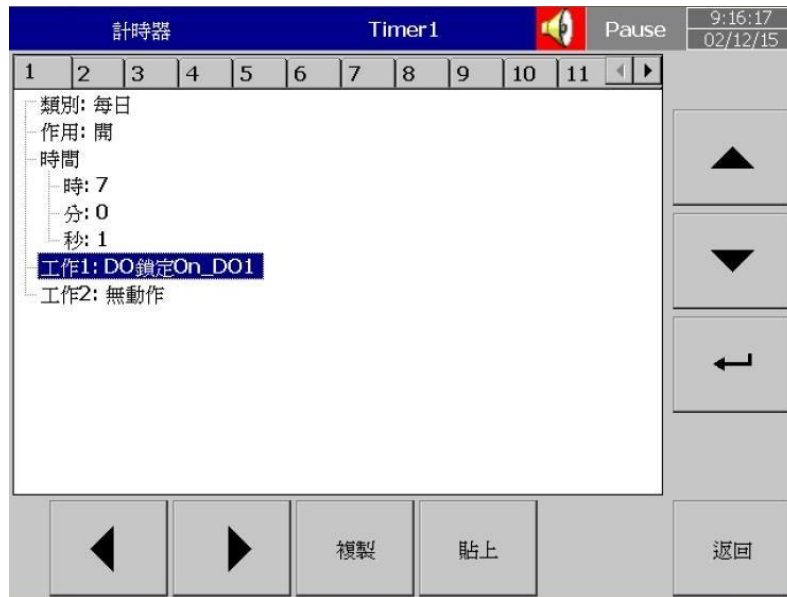 計時器 Timer1 Pause 9:16:17
02/12/15
1 2 3 4 5 6 7 8 9 10 11
類別: 每日
作用: 開
時間
時: 7
分: 0
秒: 1
工作1: DO鎖定On_DO1
工作2: 無動作
複製 貼上 返回